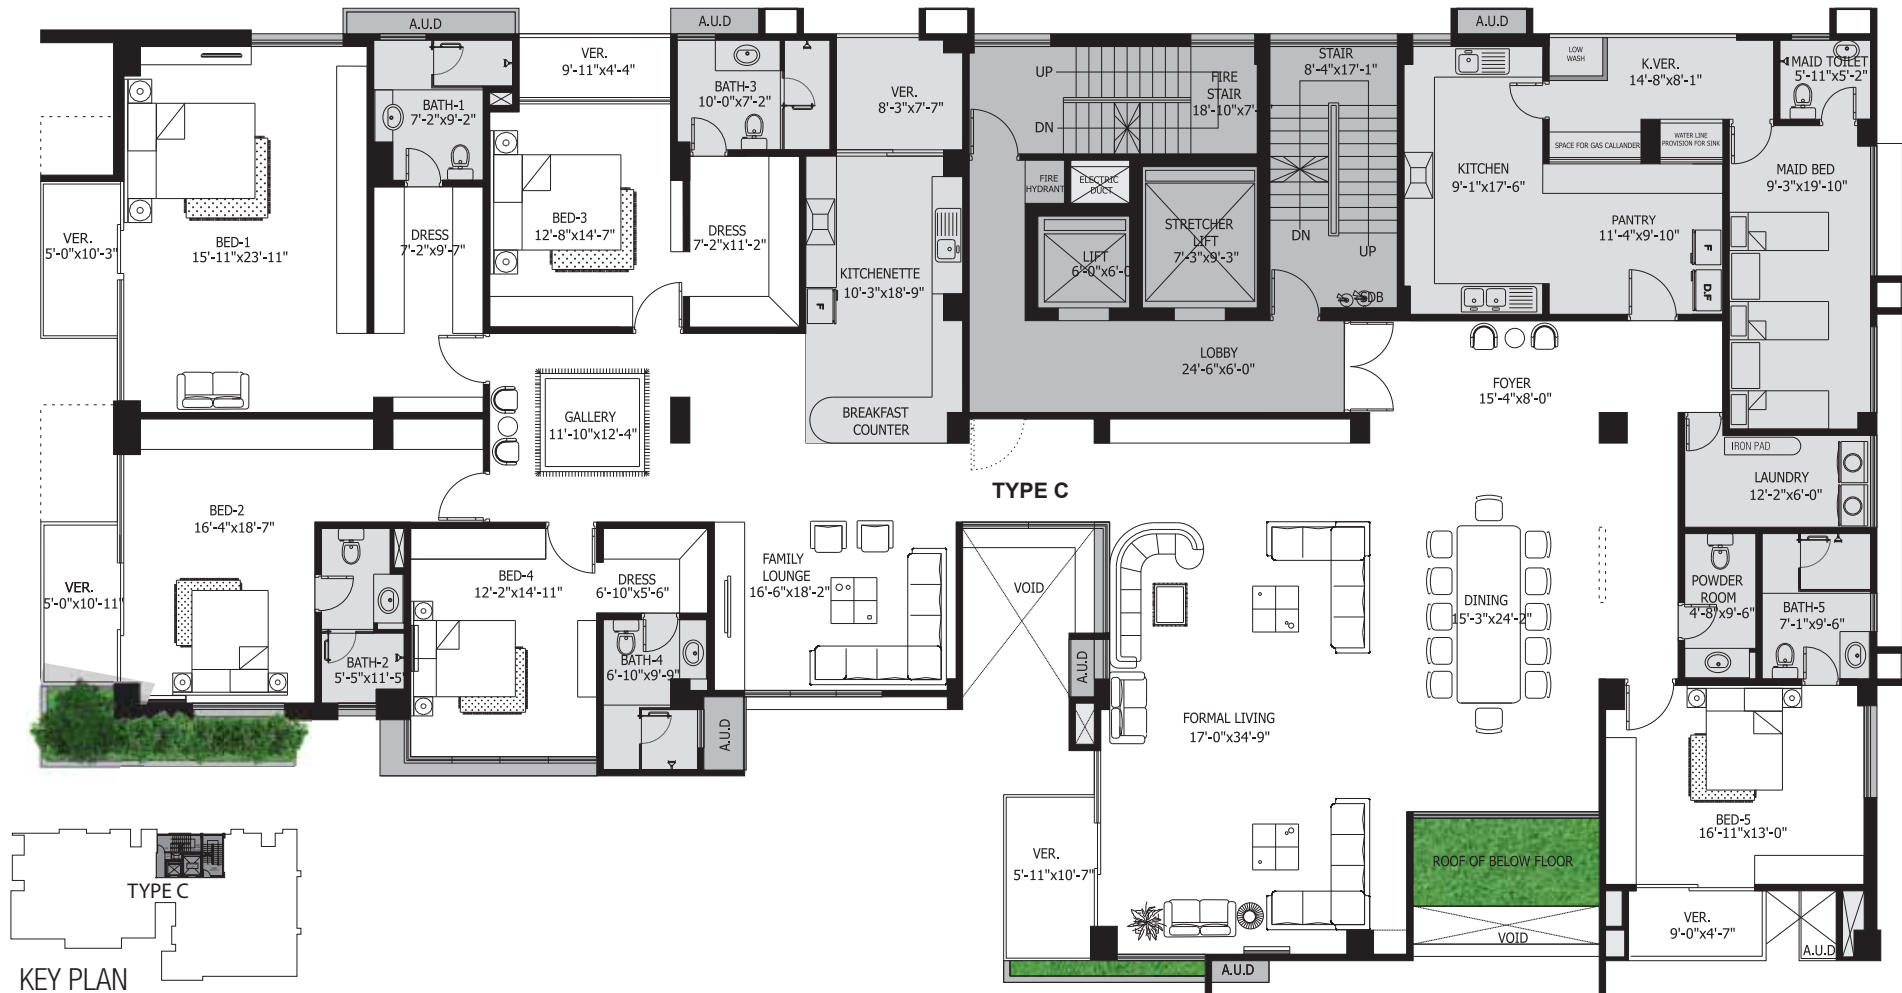 A.U.D
A.U.D
A.U.D
VER.
9'-11"x4'-4"
BATH-1
7'-2"x9'-2"
BATH-3
10'-0"x7'-2"
VER.
8'-3"x7'-7"
UP
DN
FIRE
STAIR
18'-10"x7'-
STAIR
8'-4"x17'-1"
DN
UP
LOW
WASH
K.VER.
14'-8"x8'-1"
MAID TOILET
5'-11"x5'-2"
SPACE FOR GAS CALLANDER
WATER LINE
PROVISION FOR SINK
KITCHEN
9'-1"x17'-6"
MAID BED
9'-3"x19'-10"
PANTRY
11'-4"x9'-10"
F
D.F
FIRE
HYDRANT
ELECTRIC
DUCT
LIFT
6'-0"x6'-0
STRETCHER
LIFT
7'-3"x9'-3"
VER.
5'-0"x10'-3"
BED-1
15'-11"x23'-11"
DRESS
7'-2"x9'-7"
BED-3
12'-8"x14'-7"
DRESS
7'-2"x11'-2"
KITCHENETTE
10'-3"x18'-9"
F
LOBBY
24'-6"x6'-0"
FOYER
15'-4"x8'-0"
GALLERY
11'-10"x12'-4"
BREAKFAST
COUNTER
IRON PAD
LAUNDRY
12'-2"x6'-0"
TYPE C
BED-2
16'-4"x18'-7"
VER.
5'-0"x10'-11"
BATH-2
5'-5"x11'-5"
BED-4
12'-2"x14'-11"
DRESS
6'-10"x5'-6"
BATH-4
6'-10"x9'-9"
A.U.D
FAMILY
LOUNGE
16'-6"x18'-2"
VOID
A.U.D
DINING
15'-3"x24'-2"
POWDER
ROOM
4'-8"x9'-6"
BATH-5
7'-1"x9'-6"
FORMAL LIVING
17'-0"x34'-9"
VER.
5'-11"x10'-7"
BED-5
16'-11"x13'-0"
ROOF OF BELOW FLOOR
VOID
VER.
9'-0"x4'-7"
A.U.D
A.U.D
TYPE C
KEY PLAN